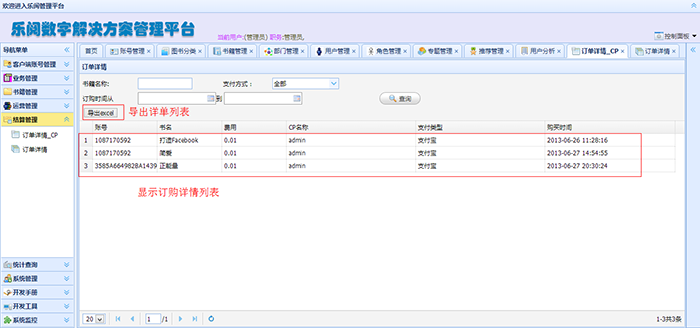 欢迎进入乐阅管理平台
乐阅数字解决方案管理平台
当前用户:(管理员) 职务:管理员,
控制面板
导航菜单
首页 账号管理 图书分类 书籍管理 部门管理 用户管理 角色管理 专题管理 推荐管理 用户分析 订单详情_CP 订单详情
客户端账号管理
业务管理
书籍管理
运营管理
结算管理
订单详情_CP
订单详情
统计查询
系统管理
开发手册
开发工具
系统监控
订单详情
书籍名称: 支付方式: 全部
订购时间从 到 查询
导出excel 导出详单列表
账号 书名 费用 CP名称 支付类型 购买时间
1 1087170592 打造Facebook 0.01 admin 支付宝 2013-06-26 11:28:16
2 1087170592 简爱 0.01 admin 支付宝 2013-06-27 14:54:55
3 3585A6649828A1439 正能量 0.01 admin 支付宝 2013-06-27 20:30:24
显示订购详情列表
20 1 /1 1-3共3条